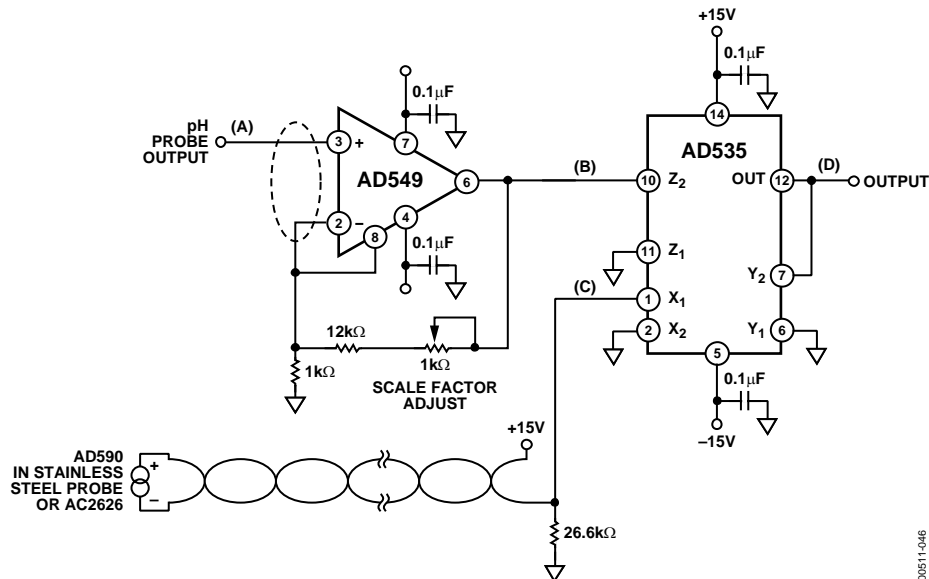 +15V
0.1µF
0.1µF
14
pH
PROBE
OUTPUT
(A)
3
+
7
AD549
6
(B)
10
Z2
AD535
OUT
12
(D)
OUTPUT
2
–
8
4
0.1µF
11
Z1
Y2
7
(C)
1
X1
2
X2
Y1
6
5
12kΩ
1kΩ
1kΩ
SCALE FACTOR
ADJUST
0.1µF
–15V
+15V
AD590
IN STAINLESS
STEEL PROBE
OR AC2626
+
–
26.6kΩ
00511-046